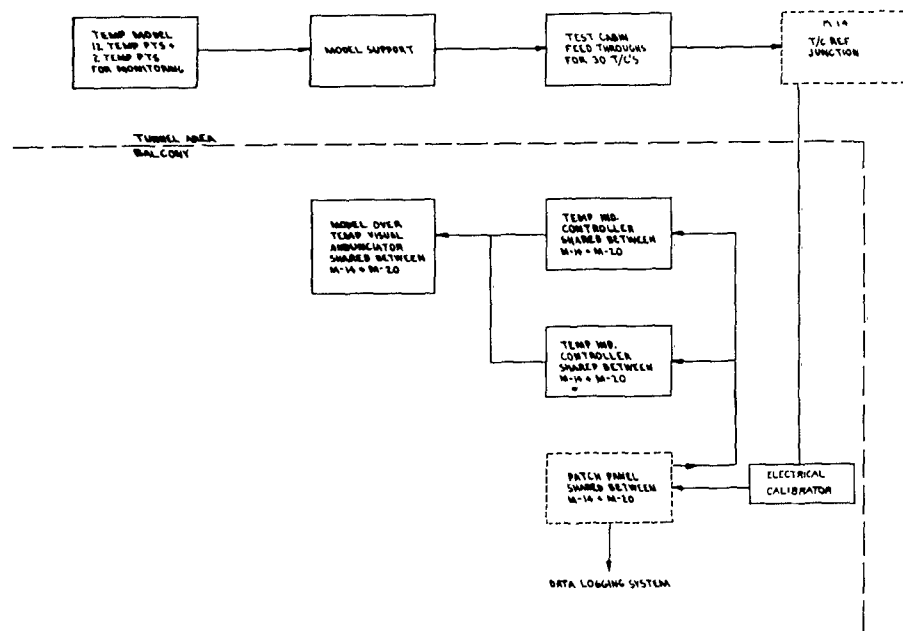 TEMP MODEL
12 TEMP PTS +
2 TEMP PTS
FOR MONITORING
MODEL SUPPORT
TEST CABIN
FEED THROUGHS
FOR 30 T/C'S
M-14
T/C REF
JUNCTION
TUNNEL AREA
BALCONY
MODEL OVER
TEMP VISUAL
ANNUNCIATOR
SHARED BETWEEN
M-14 + M-20
TEMP IND.
CONTROLLER
SHARED BETWEEN
M-14 + M-20
TEMP IND.
CONTROLLER
SHARED BETWEEN
M-14 + M-20
PATCH PANEL
SHARED BETWEEN
M-14 + M-20
ELECTRICAL
CALIBRATOR
DATA LOGGING SYSTEM